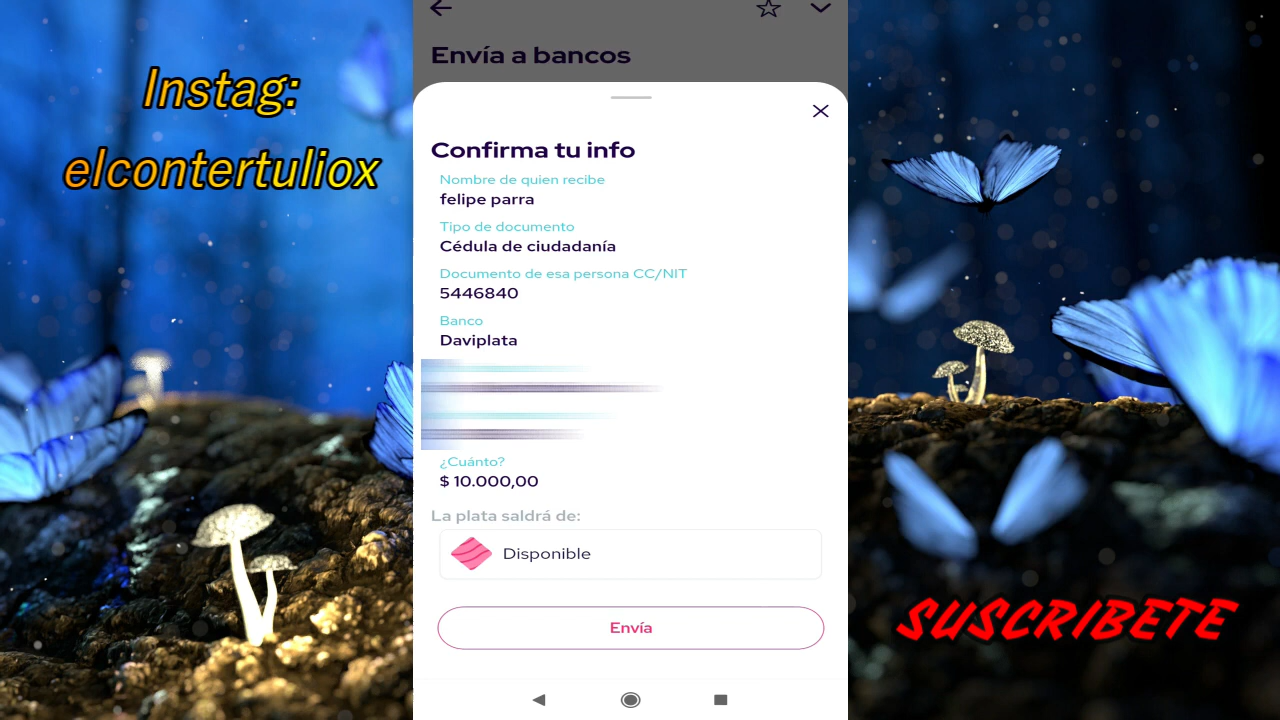 Instag:
elcontertuliox
Envía a bancos
Confirma tu info
Nombre de quien recibe
felipe parra
Tipo de documento
Cédula de ciudadanía
Documento de esa persona CC/NIT
5446840
Banco
Daviplata
¿Cuánto?
$ 10.000,00
La plata saldrá de:
Disponible
Envía
SUSCRIBETE